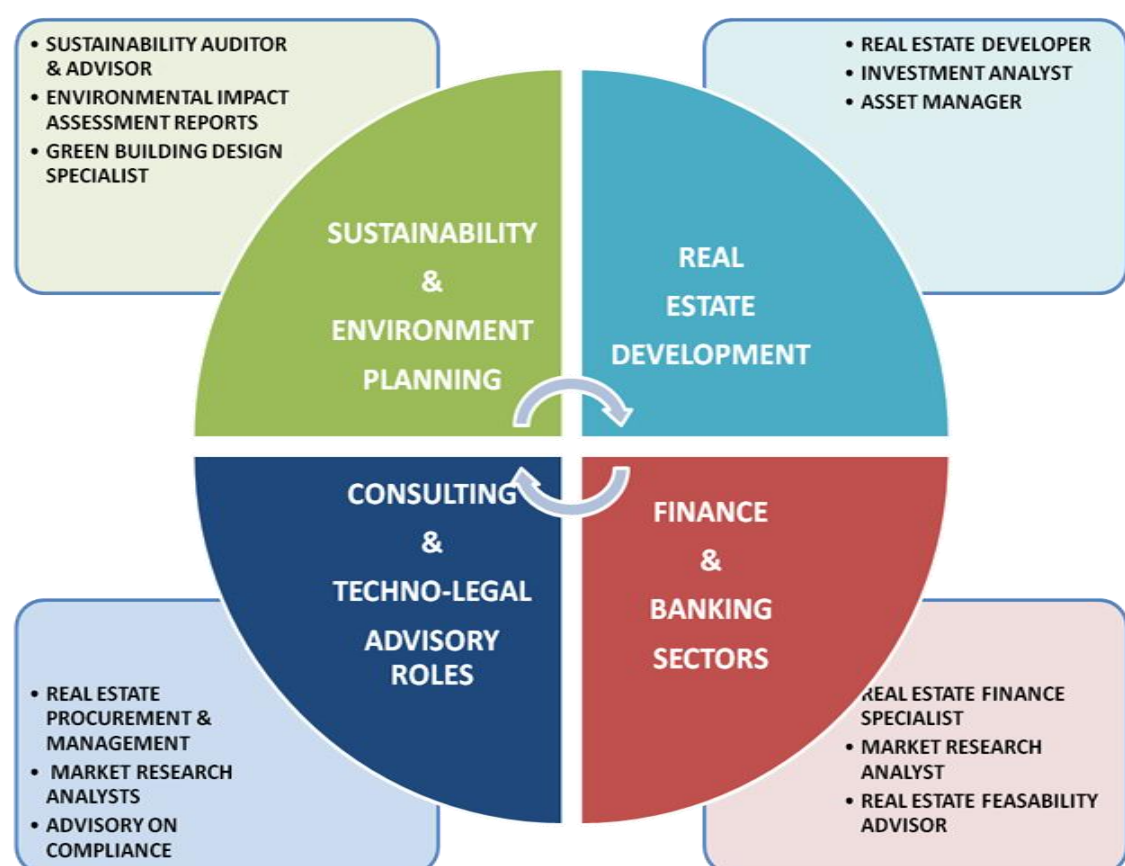 • SUSTAINABILITY AUDITOR
& ADVISOR
• ENVIRONMENTAL IMPACT
ASSESSMENT REPORTS
• GREEN BUILDING DESIGN
SPECIALIST
• REAL ESTATE DEVELOPER
• INVESTMENT ANALYST
• ASSET MANAGER
SUSTAINABILITY
&
ENVIRONMENT
PLANNING
REAL
ESTATE
DEVELOPMENT
CONSULTING
&
TECHNO-LEGAL
ADVISORY
ROLES
FINANCE
&
BANKING
SECTORS
• REAL ESTATE
PROCUREMENT &
MANAGEMENT
• MARKET RESEARCH
ANALYSTS
• ADVISORY ON
COMPLIANCE
• REAL ESTATE FINANCE
SPECIALIST
• MARKET RESEARCH
ANALYST
• REAL ESTATE FEASABILITY
ADVISOR